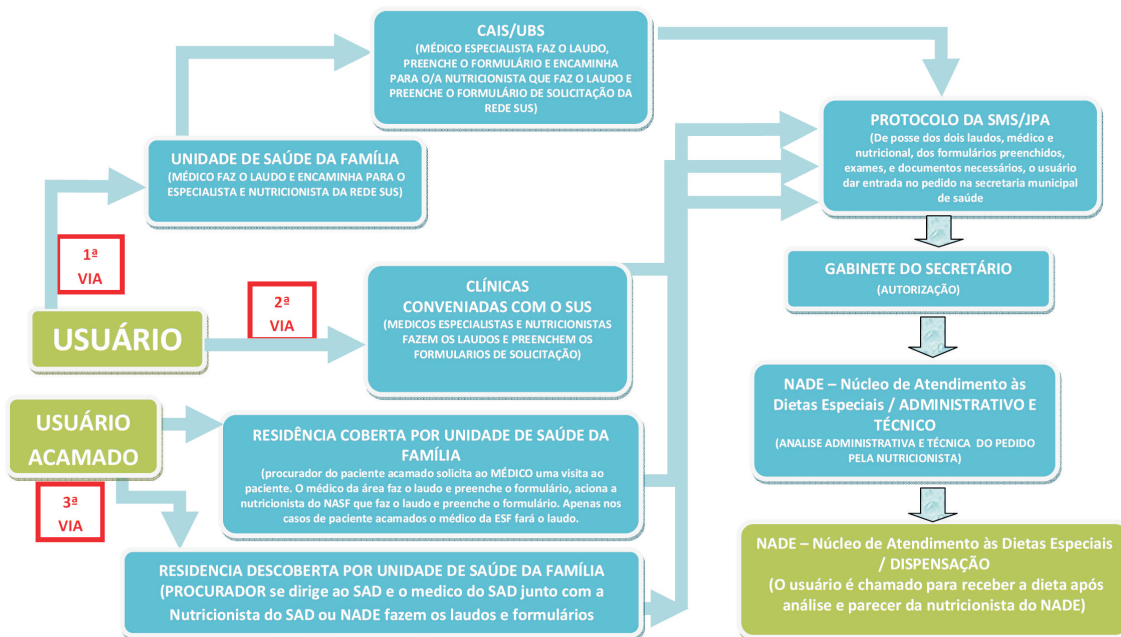 CAIS/UBS
(MÉDICO ESPECIALISTA FAZ O LAUDO,
PREENCHE O FORMULÁRIO E ENCAMINHA
PARA O/A NUTRICIONISTA QUE FAZ O LAUDO E
PREENCHE O FORMULÁRIO DE SOLICITAÇÃO DA
REDE SUS)
UNIDADE DE SAÚDE DA FAMÍLIA
(MÉDICO FAZ O LAUDO E ENCAMINHA PARA O
ESPECIALISTA E NUTRICIONISTA DA REDE SUS)
PROTOCOLO DA SMS/JPA
(De posse dos dois laudos, médico e
nutricional, dos formulários preenchidos,
exames, e documentos necessários, o usuário
dar entrada no pedido na secretaria municipal
de saúde
1ª
VIA
USUÁRIO
2ª
VIA
CLÍNICAS
CONVENIADAS COM O SUS
(MEDICOS ESPECIALISTAS E NUTRICIONISTAS
FAZEM OS LAUDOS E PREENCHEM OS
FORMULARIOS DE SOLICITAÇÃO)
GABINETE DO SECRETÁRIO
(AUTORIZAÇÃO)
USUÁRIO
ACAMADO
3ª
VIA
RESIDÊNCIA COBERTA POR UNIDADE DE SAÚDE DA
FAMÍLIA
(procurador do paciente acamado solicita ao MÉDICO uma visita ao
paciente. O médico da área faz o laudo e preenche o formulário, aciona a
nutricionista do NASF que faz o laudo e preenche o formulário. Apenas nos
casos de paciente acamados o médico da ESF fará o laudo.
NADE – Núcleo de Atendimento às
Dietas Especiais / ADMINISTRATIVO E
TÉCNICO
(ANALISE ADMINISTRATIVA E TÉCNICA DO PEDIDO
PELA NUTRICIONISTA)
RESIDENCIA DESCOBERTA POR UNIDADE DE SAÚDE DA FAMÍLIA
(PROCURADOR se dirige ao SAD e o medico do SAD junto com a
Nutricionista do SAD ou NADE fazem os laudos e formulários
NADE – Núcleo de Atendimento às Dietas Especiais
/ DISPENSAÇÃO
(O usuário é chamado para receber a dieta após
análise e parecer da nutricionista do NADE)